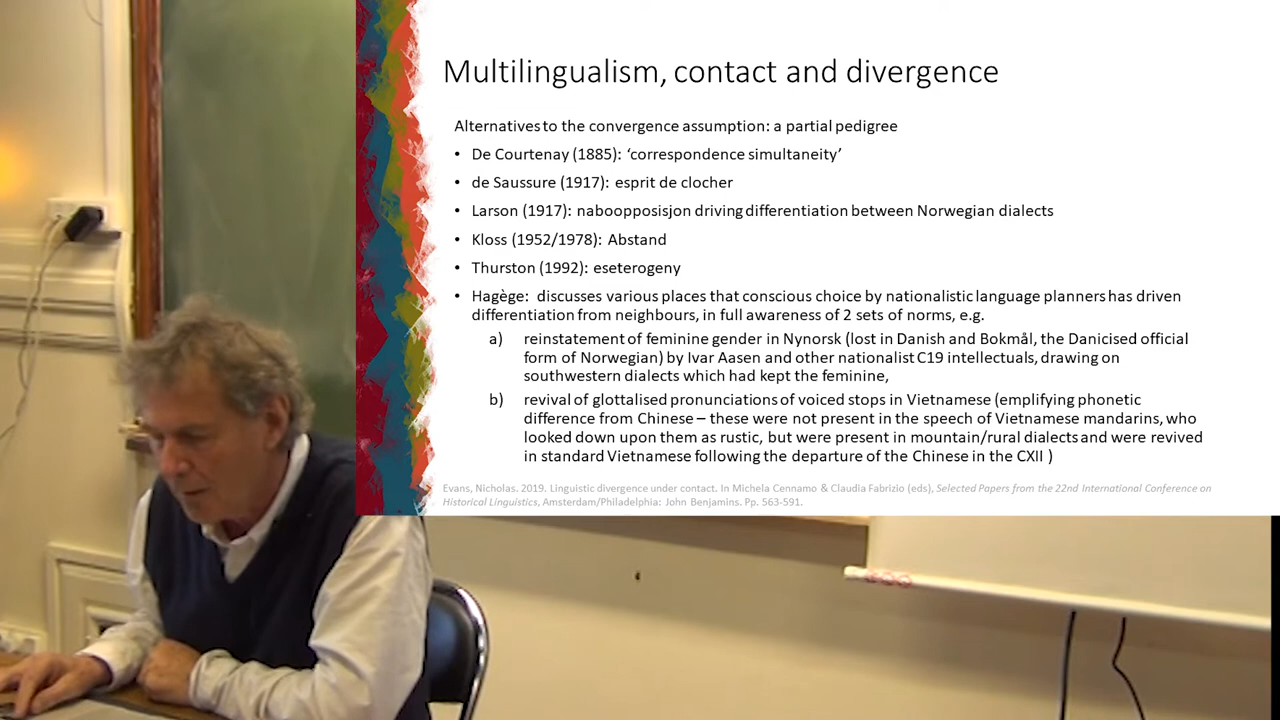 Multilingualism, contact and divergence
Alternatives to the convergence assumption: a partial pedigree
• De Courtenay (1885): ‘correspondence simultaneity’
• de Saussure (1917): esprit de clocher
• Larson (1917): naboopposisjon driving differentiation between Norwegian dialects
• Kloss (1952/1978): Abstand
• Thurston (1992): eseterogeny
• Hagège: discusses various places that conscious choice by nationalistic language planners has driven
differentiation from neighbours, in full awareness of 2 sets of norms, e.g.
a) reinstatement of feminine gender in Nynorsk (lost in Danish and Bokmål, the Danicised official
form of Norwegian) by Ivar Aasen and other nationalist C19 intellectuals, drawing on
southwestern dialects which had kept the feminine,
b) revival of glottalised pronunciations of voiced stops in Vietnamese (emplifying phonetic
difference from Chinese – these were not present in the speech of Vietnamese mandarins, who
looked down upon them as rustic, but were present in mountain/rural dialects and were revived
in standard Vietnamese following the departure of the Chinese in the CXII )
Evans, Nicholas. 2019. Linguistic divergence under contact. In Michela Cennamo & Claudia Fabrizio (eds), Selected Papers from the 22nd International Conference on
Historical Linguistics, Amsterdam/Philadelphia: John Benjamins. Pp. 563-591.